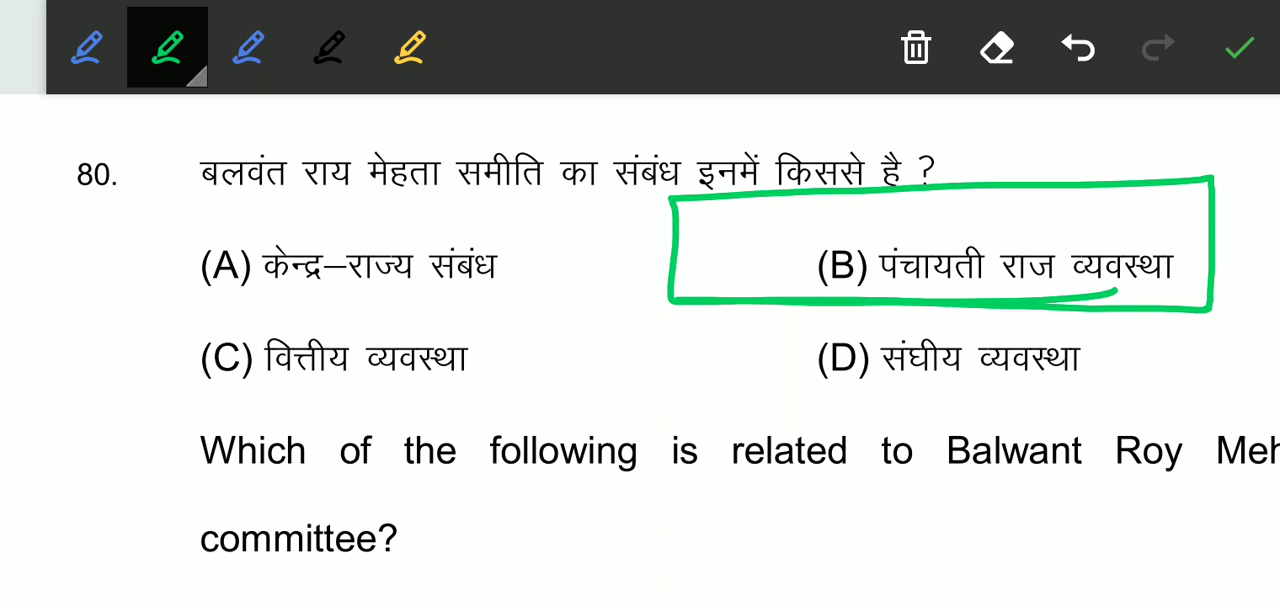 80. बलवंत राय मेहता समीति का संबंध इनमें किससे है ?
(A) केन्द्र–राज्य संबंध (B) पंचायती राज व्यवस्था
(C) वित्तीय व्यवस्था (D) संघीय व्यवस्था
Which of the following is related to Balwant Roy Meh
committee?